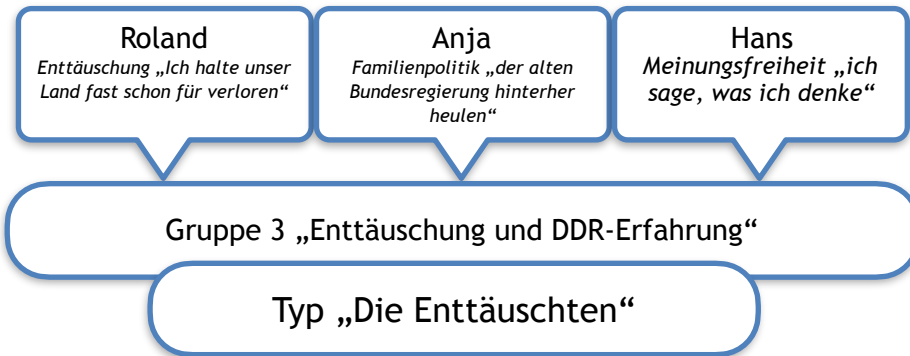 Roland
Enttäuschung „Ich halte unser
Land fast schon für verloren“
Anja
Familienpolitik „der alten
Bundesregierung hinterher
heulen“
Hans
Meinungsfreiheit „ich
sage, was ich denke“
Gruppe 3 „Enttäuschung und DDR-Erfahrung“
Typ „Die Enttäuschten“